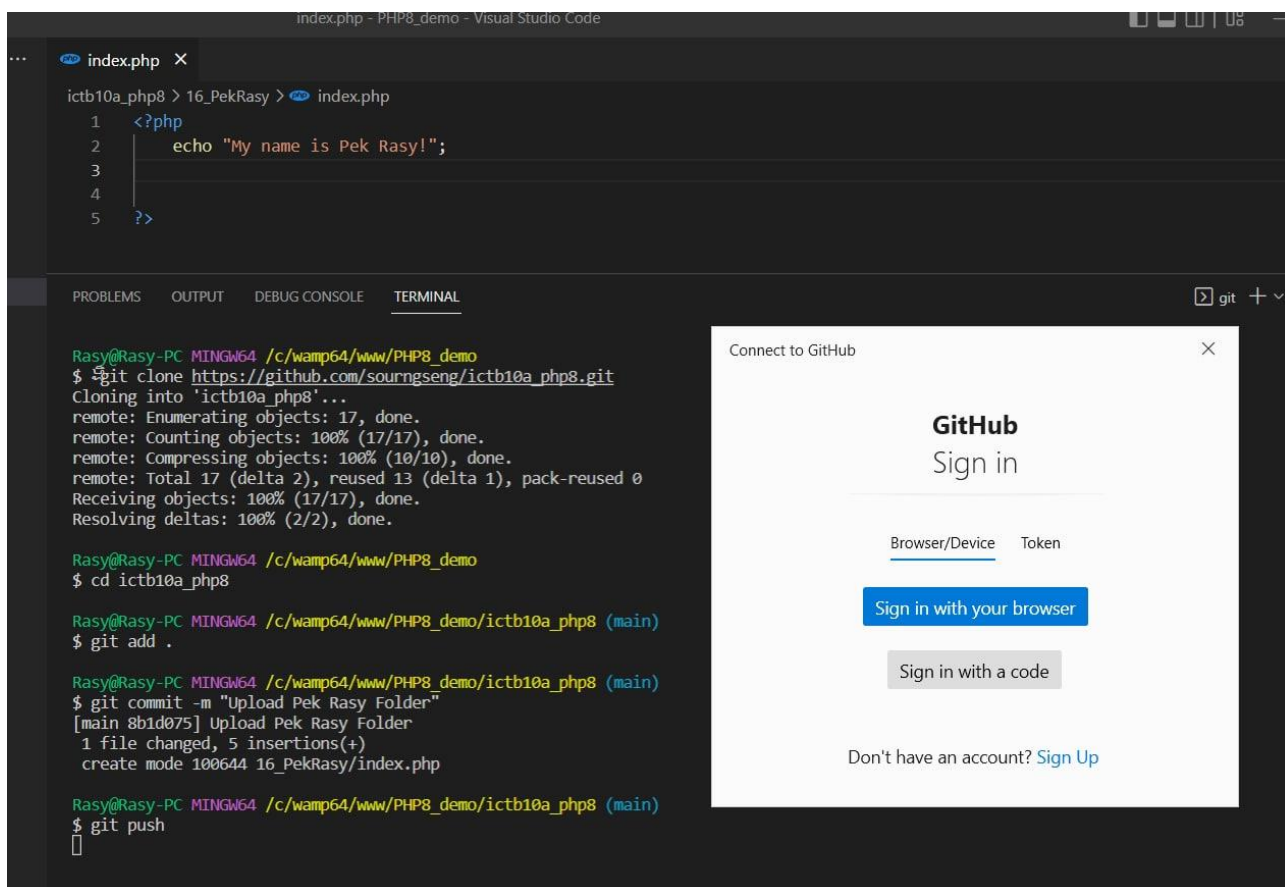 index.php - PHP8_demo - Visual Studio Code
index.php
ictb10a_php8 > 16_PekRasy > index.php
1 <?php
2 echo "My name is Pek Rasy!";
3
4
5 ?>
PROBLEMS OUTPUT DEBUG CONSOLE TERMINAL
git
Rasy@Rasy-PC MINGW64 /c/wamp64/www/PHP8_demo
$ git clone https://github.com/sourngseng/ictb10a_php8.git
Cloning into 'ictb10a_php8'...
remote: Enumerating objects: 17, done.
remote: Counting objects: 100% (17/17), done.
remote: Compressing objects: 100% (10/10), done.
remote: Total 17 (delta 2), reused 13 (delta 1), pack-reused 0
Receiving objects: 100% (17/17), done.
Resolving deltas: 100% (2/2), done.
Rasy@Rasy-PC MINGW64 /c/wamp64/www/PHP8_demo
$ cd ictb10a_php8
Rasy@Rasy-PC MINGW64 /c/wamp64/www/PHP8_demo/ictb10a_php8 (main)
$ git add .
Rasy@Rasy-PC MINGW64 /c/wamp64/www/PHP8_demo/ictb10a_php8 (main)
$ git commit -m "Upload Pek Rasy Folder"
[main 8b1d075] Upload Pek Rasy Folder
1 file changed, 5 insertions(+)
create mode 100644 16_PekRasy/index.php
Rasy@Rasy-PC MINGW64 /c/wamp64/www/PHP8_demo/ictb10a_php8 (main)
$ git push
Connect to GitHub
GitHub
Sign in
Browser/Device Token
Sign in with your browser
Sign in with a code
Don't have an account? Sign Up